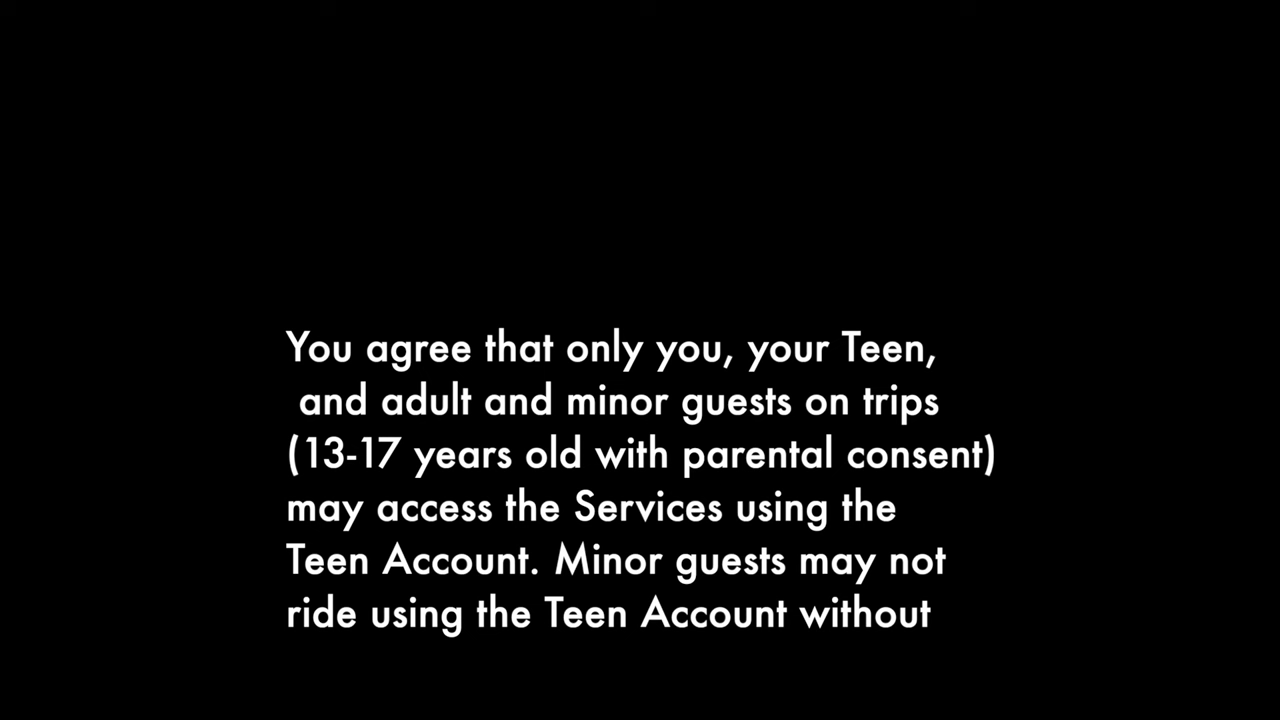 You agree that only you, your Teen,
and adult and minor guests on trips
(13-17 years old with parental consent)
may access the Services using the
Teen Account. Minor guests may not
ride using the Teen Account without